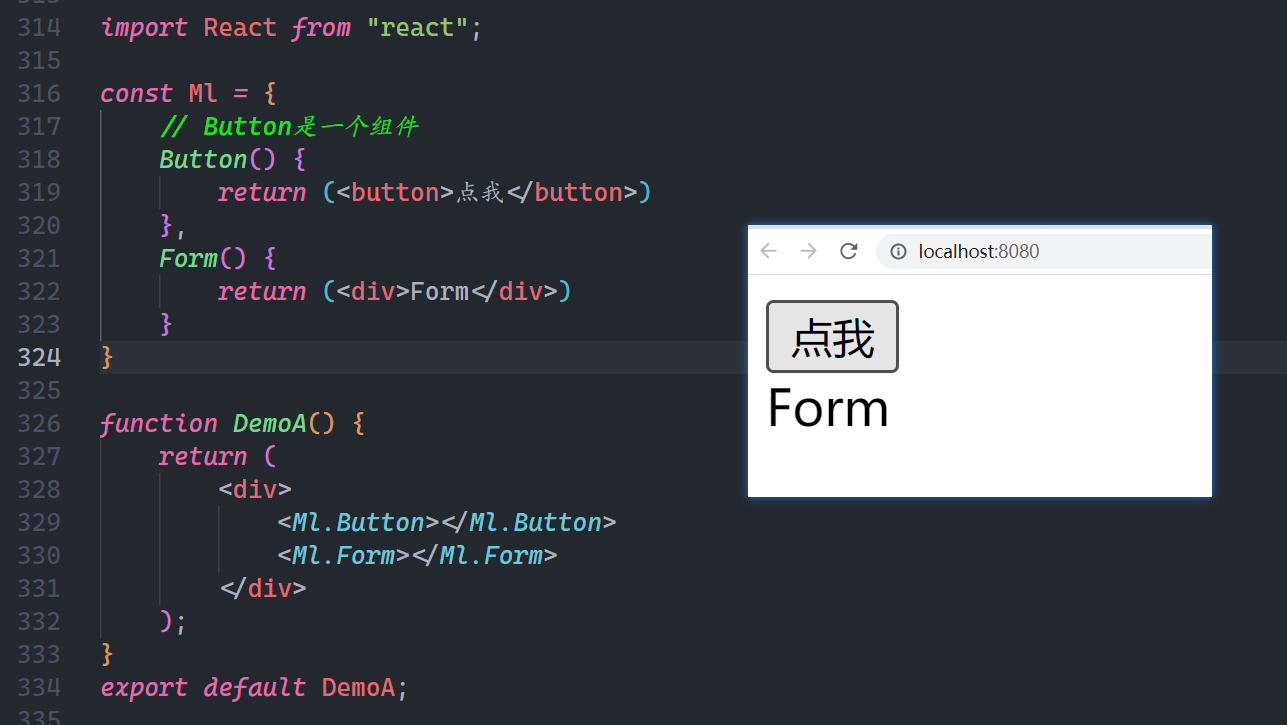 313
314 import React from "react";
315
316 const Ml = {
317 // Button是一个组件
318 Button() {
319 return (<button>点我</button>)
320 },
321 Form() {
322 return (<div>Form</div>)
323 }
324 }
325
326 function DemoA() {
327 return (
328 <div>
329 <Ml.Button></Ml.Button>
330 <Ml.Form></Ml.Form>
331 </div>
332 );
333 }
334 export default DemoA;
335
localhost:8080
点我
Form